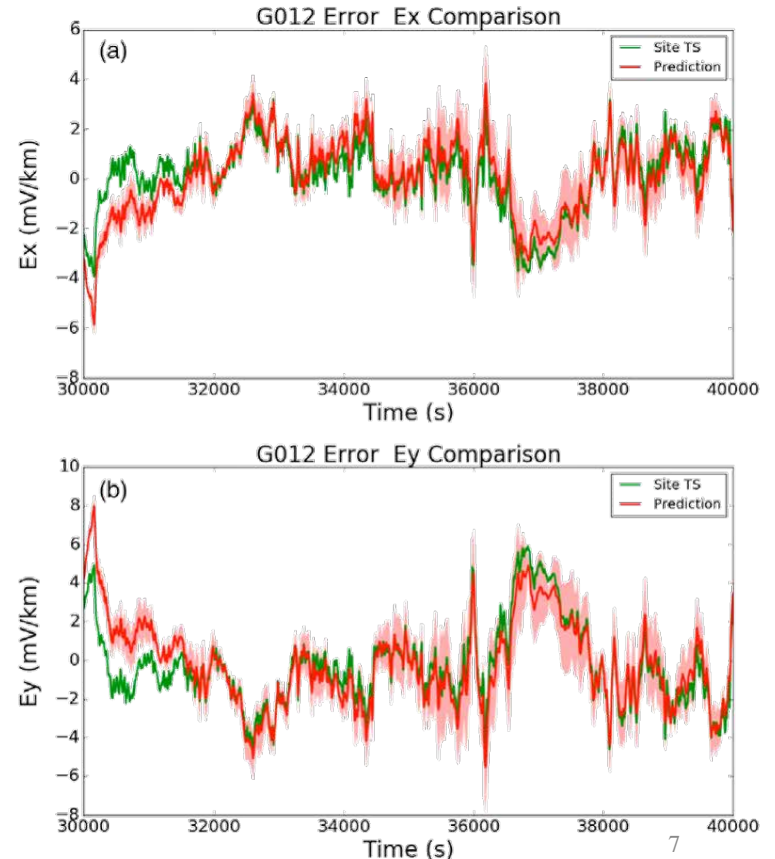 G012 Error Ex Comparison
(a)
Site TS
Prediction
6
4
2
0
−2
−4
−6
−8
Ex (mV/km)
30000 32000 34000 36000 38000 40000
Time (s)
G012 Error Ey Comparison
(b)
Site TS
Prediction
10
8
6
4
2
0
−2
−4
−6
−8
Ey (mV/km)
30000 32000 34000 36000 38000 40000
Time (s)
7